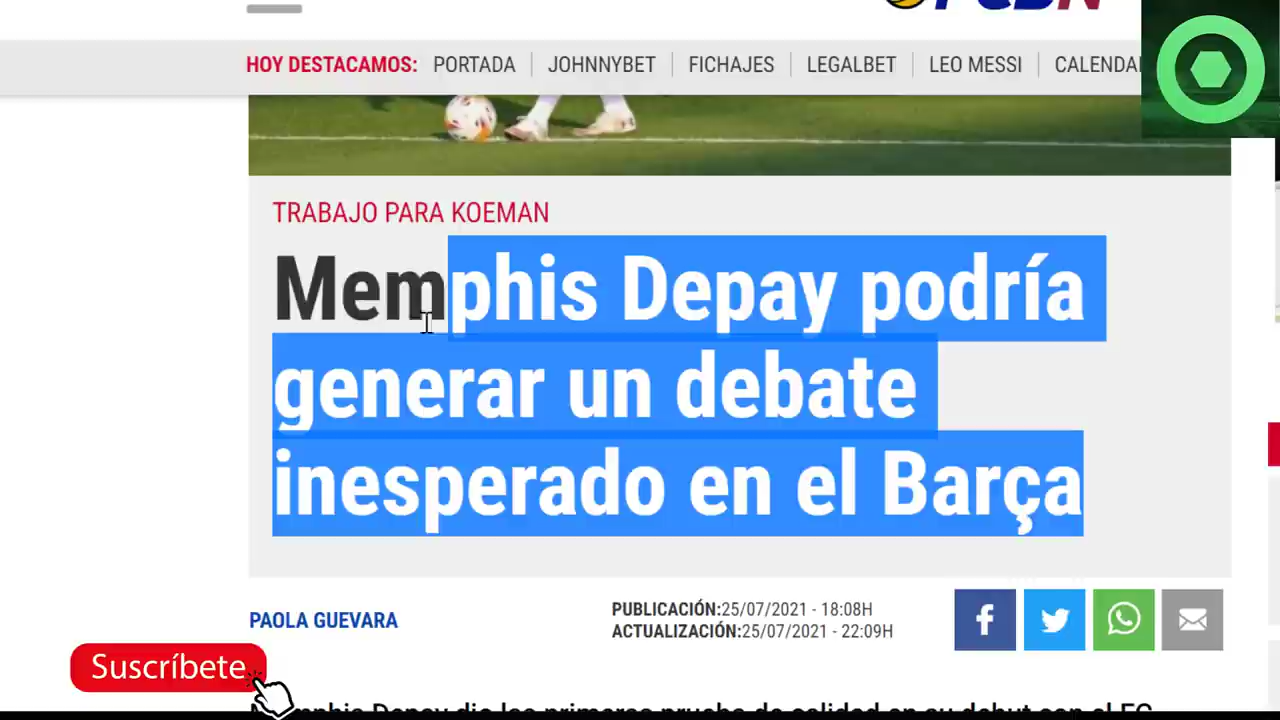 HOY DESTACAMOS: PORTADA JOHNNYBET FICHAJES LEGALBET LEO MESSI
TRABAJO PARA KOEMAN
Memphis Depay podría
generar un debate
inesperado en el Barça
PAOLA GUEVARA
PUBLICACIÓN:25/07/2021 - 18:08H
ACTUALIZACIÓN:25/07/2021 - 22:09H
Suscríbete